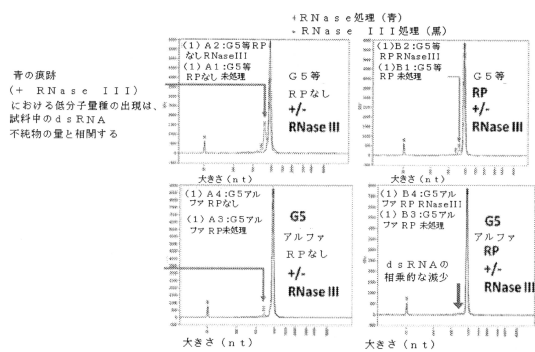 ↓RNase処理（青）
* RNase III処理（黒）
青の痕跡
（+ RNase III）
における低分子量種の出現は、
試料中のdsRNA
不純物の量と相関する
(1) A2:G5等RP
なしRNaseIII
(1) A1:G5等
RPなし 未処理
G5等
RPなし
+/-
RNase III
大きさ（nt）
(1) B2:G5等
RP RNaseIII
(1) B1:G5等
RP 未処理
G5等
RP
+/-
RNase III
大きさ（nt）
(1) A4:G5アル
ファ RPなし
(1) A3:G5アル
ファ RP未処理
G5
アルファ
RPなし
+/-
RNase III
大きさ（nt）
(1) B4:G5アル
ファ RP RNaseIII
(1) B3:G5アル
ファ RP 未処理
dsRNAの
相乗的な減少
G5
アルファ
RP
+/-
RNase III
大きさ（nt）